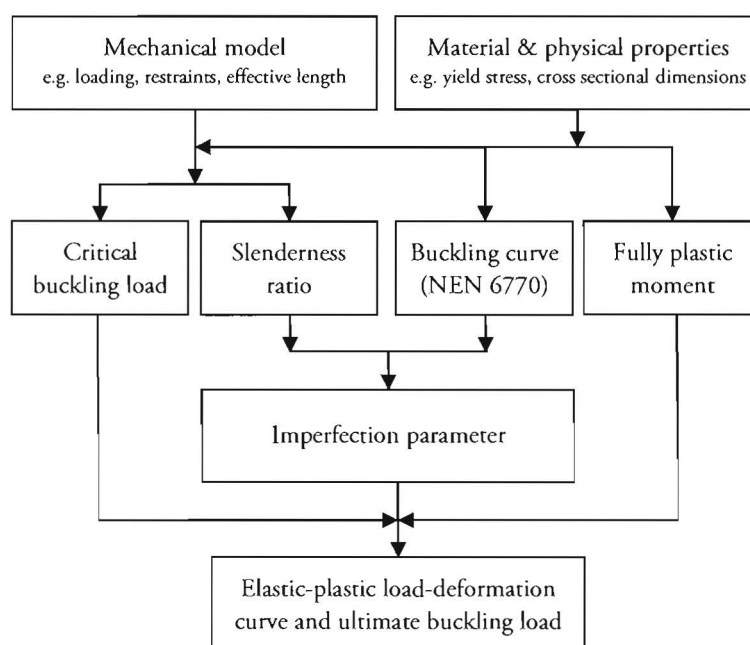 Mechanical model
e.g. loading, restraints, effective length
Material & physical properties
e.g. yield stress, cross sectional dimensions
Critical
buckling load
Slenderness
ratio
Buckling curve
(NEN 6770)
Fully plastic
moment
Imperfection parameter
Elastic-plastic load-deformation
curve and ultimate buckling load